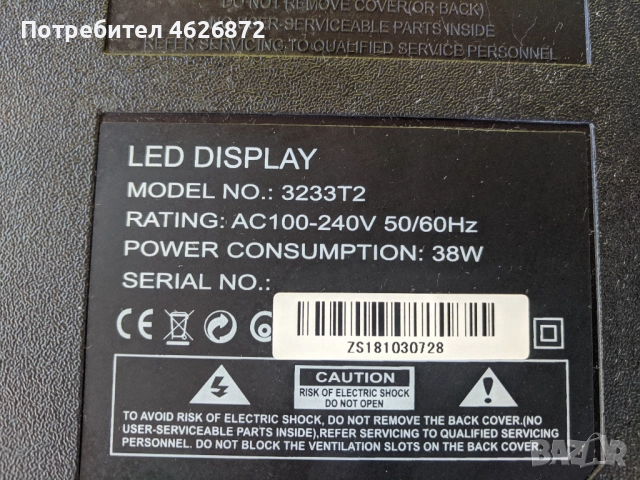 Потребител 4626872
DO NOT REMOVE COVER(OR BACK)
NO USER-SERVICEABLE PARTS INSIDE
REFER SERVICING TO QUALIFIED SERVICE PERSONNEL
LED DISPLAY
MODEL NO.: 3233T2
RATING: AC100-240V 50/60Hz
POWER CONSUMPTION: 38W
SERIAL NO.:
CE
ZS181030728
CAUTION
RISK OF ELECTRIC SHOCK
DO NOT OPEN
TO AVOID RISK OF ELECTRIC SHOCK, DO NOT REMOVE THE BACK COVER.(NO
USER-SERVICEABLE PARTS INSIDE),REFER SERVICING TO QUALIFIED SERVICING
PERSONNEL. DO NOT BLOCK THE VENTILATION SLOTS ON THE BACK COVER
BAZAR